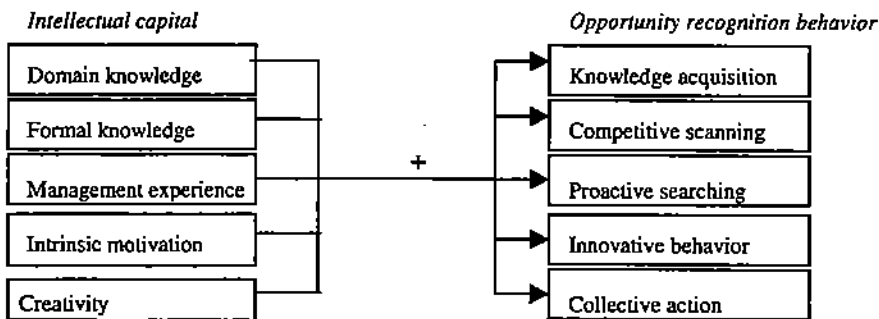 Intellectual capital
Domain knowledge
Formal knowledge
Management experience
Intrinsic motivation
Creativity
+
Opportunity recognition behavior
Knowledge acquisition
Competitive scanning
Proactive searching
Innovative behavior
Collective action